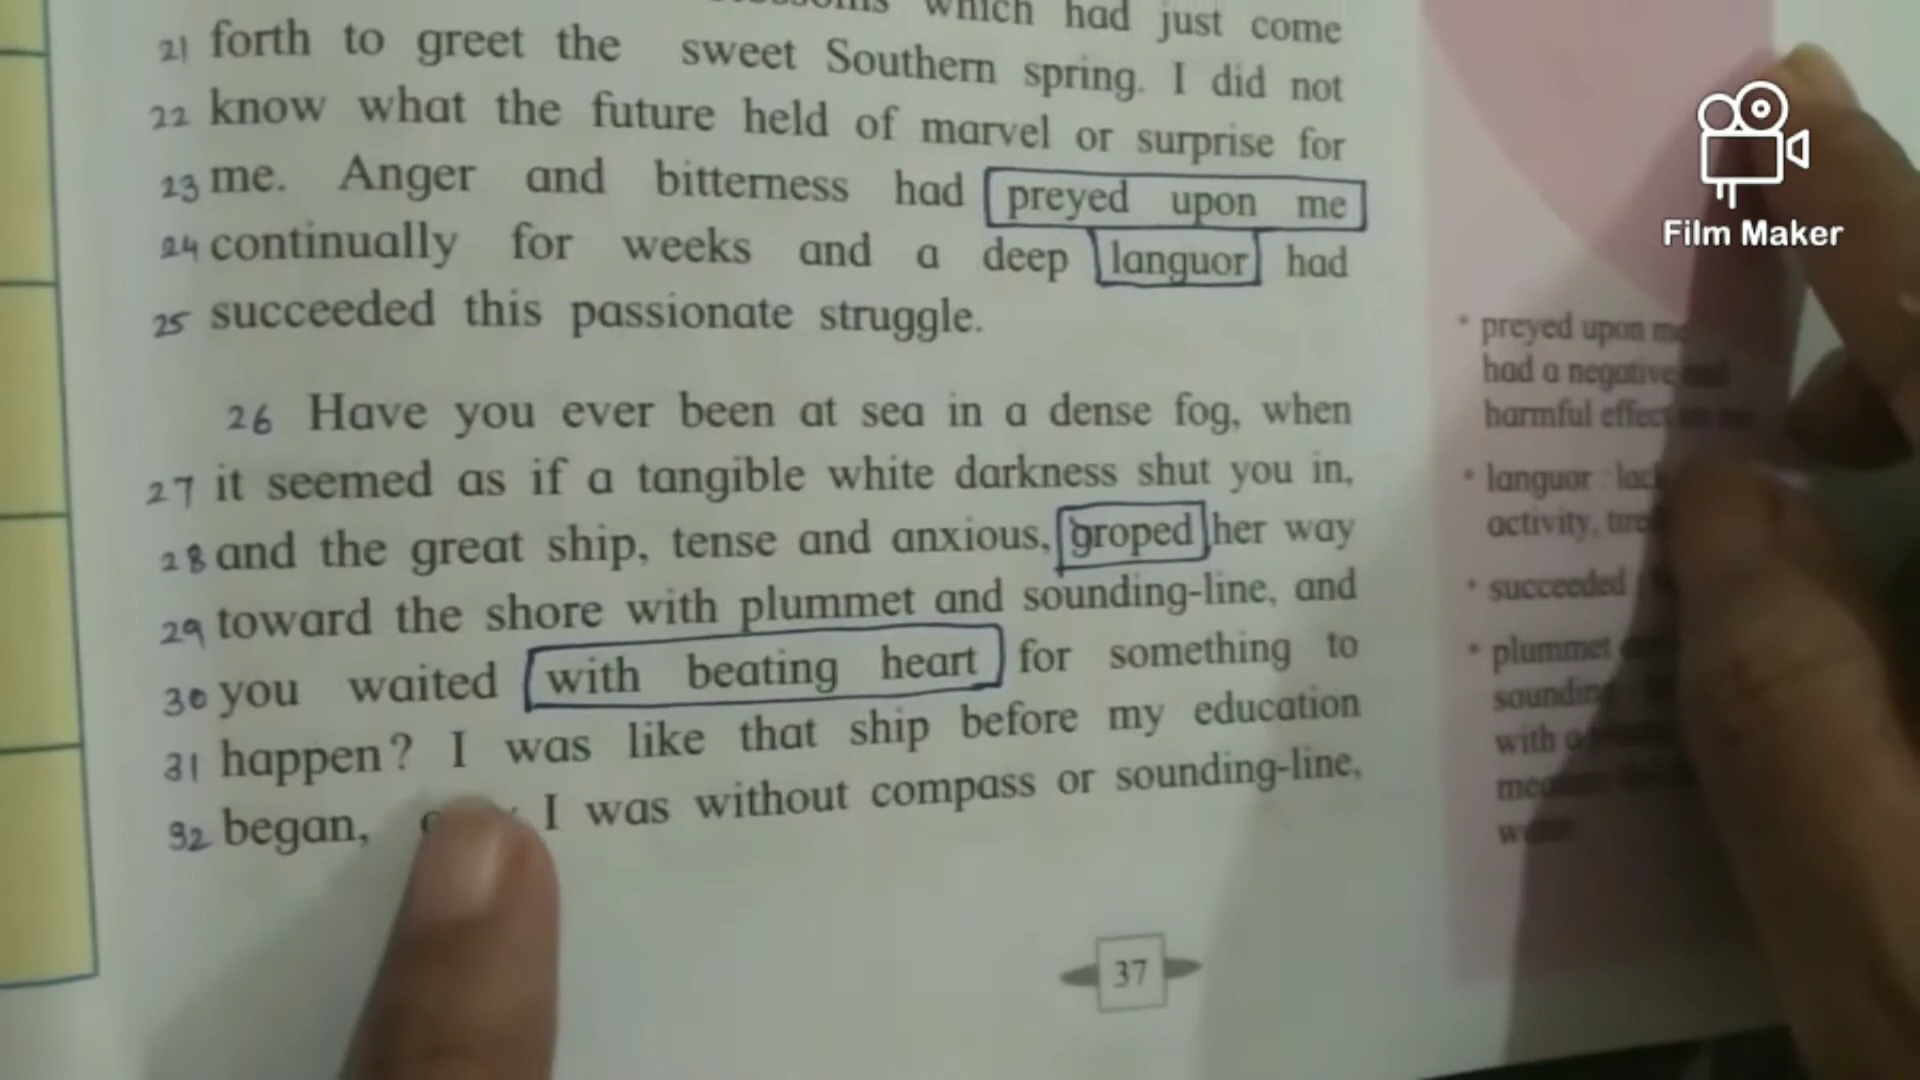 which had just come
21 forth to greet the sweet Southern spring. I did not
22 know what the future held of marvel or surprise for
23 me. Anger and bitterness had preyed upon me
24 continually for weeks and a deep languor had
25 succeeded this passionate struggle.
26 Have you ever been at sea in a dense fog, when
27 it seemed as if a tangible white darkness shut you in,
28 and the great ship, tense and anxious, groped her way
29 toward the shore with plummet and sounding-line, and
30 you waited with beating heart for something to
31 happen? I was like that ship before my education
32 began, I was without compass or sounding-line,
37
* preyed upon me
had a negative
harmful effect
* languor :
activity,
* succeeded
* plummet
with
Film Maker